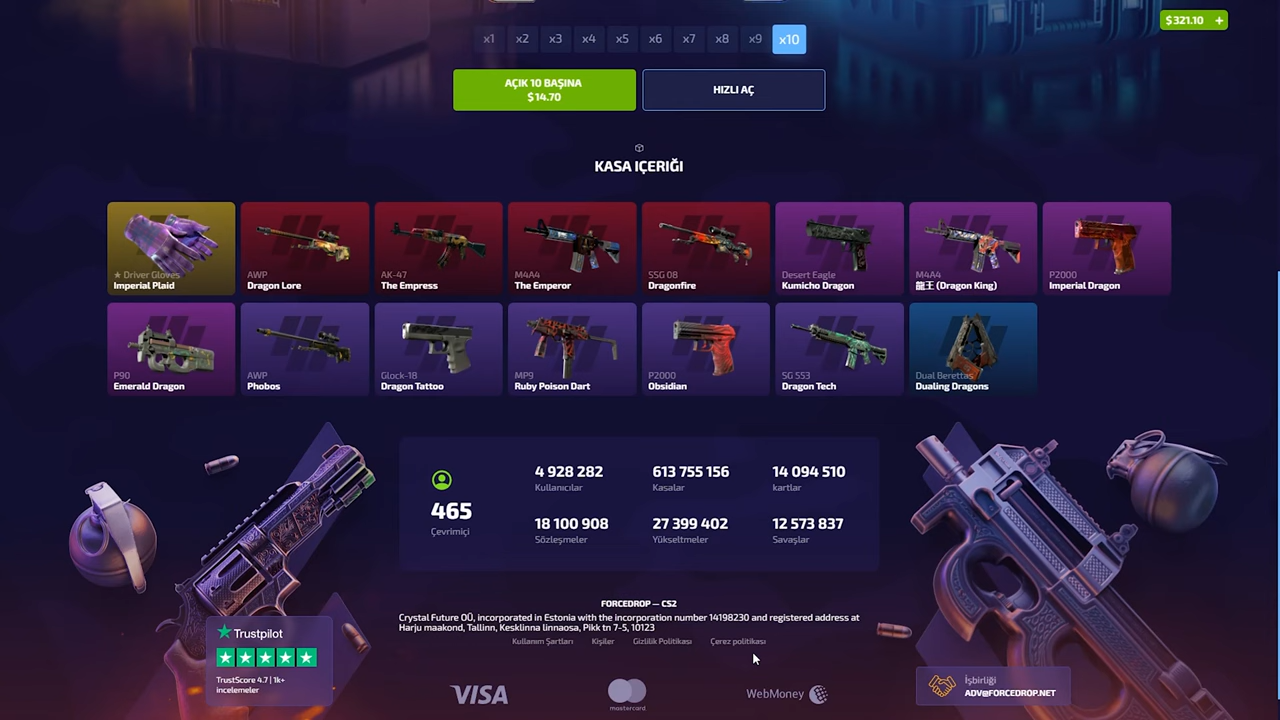 $321.10 +
x1 x2 x3 x4 x5 x6 x7 x8 x9 x10
AÇIK 10 BAŞINA
$14.70
HIZLI AÇ
KASA IÇERIĞI
★ Driver Gloves
Imperial Plaid
AWP
Dragon Lore
AK-47
The Empress
M4A4
The Emperor
SSG 08
Dragonfire
Desert Eagle
Kumicho Dragon
M4A4
龍王 (Dragon King)
P2000
Imperial Dragon
P90
Emerald Dragon
AWP
Phobos
Glock-18
Dragon Tattoo
MP9
Ruby Poison Dart
P2000
Obsidian
SG 553
Dragon Tech
Dual Berettas
Dualing Dragons
465
Çevrimiçi
4 928 282
Kullanıcılar
613 755 156
Kasalar
14 094 510
kartlar
18 100 908
Sözleşmeler
27 399 402
Yükseltmeler
12 573 837
Savaşlar
FORCEDROP — CS2
Crystal Future OÜ, incorporated in Estonia with the incorporation number 14198230 and registered address at
Harju maakond, Tallinn, Kesklinna linnaosa, Pikk tn 7-5, 10123
Kullanım Şartları Kişiler Gizlilik Politikası Çerez politikası
Trustpilot
TrustScore 4.7 | 1k+
incelemeler
VISA
mastercard
WebMoney
İşbirliği
ADV@FORCEDROP.NET